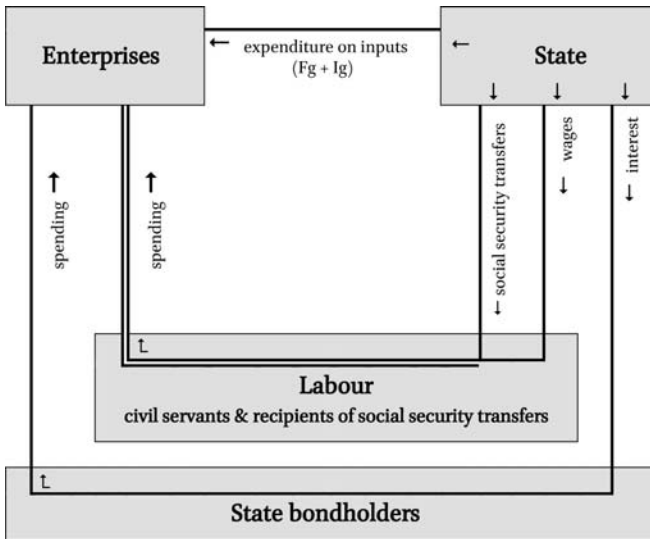 Enterprises
expenditure on inputs
(Fg + Ig)
State
spending
spending
social security transfers
wages
interest
Labour
civil servants & recipients of social security transfers
State bondholders